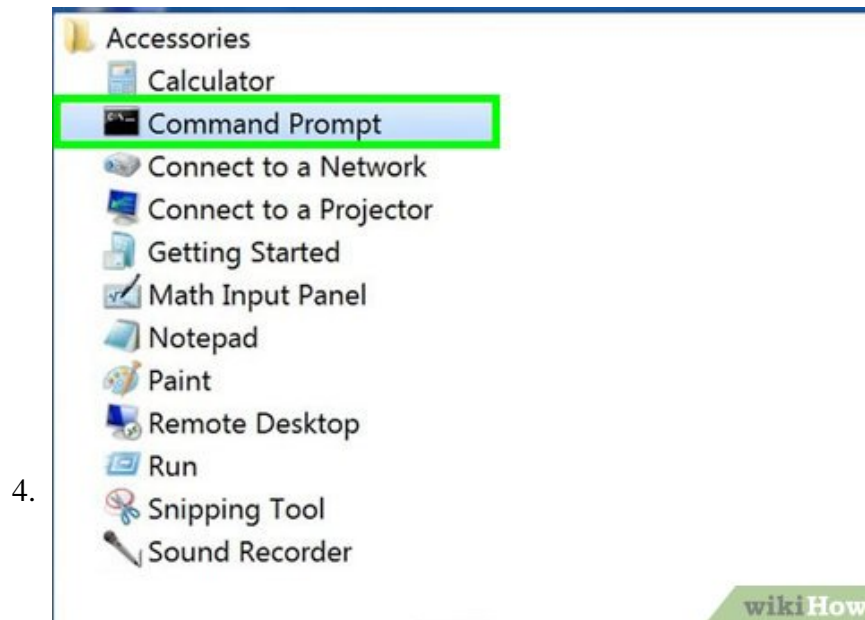 Accessories
Calculator
Command Prompt
Connect to a Network
Connect to a Projector
Getting Started
Math Input Panel
Notepad
Paint
Remote Desktop
Run
4.
Snipping Tool
Sound Recorder
wikiHow